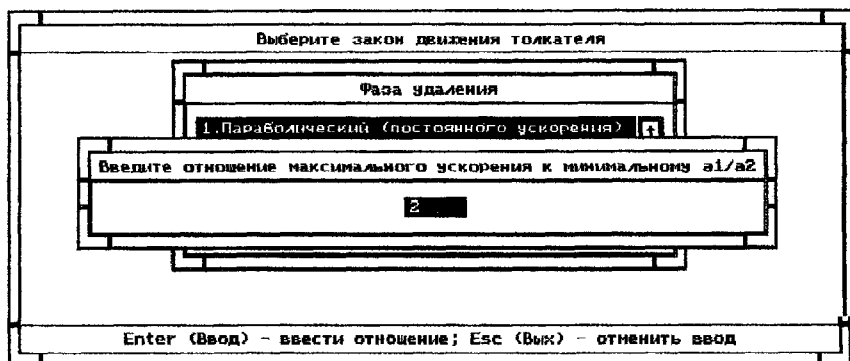 Выберите закон движения толкателя
Фаза удаления
1.Параболический (постоянного ускорения)
Введите отношение максимального ускорения к минимальному a1/a2
2
Enter (Ввод) - ввести отношение; Esc (Вых) - отменить ввод